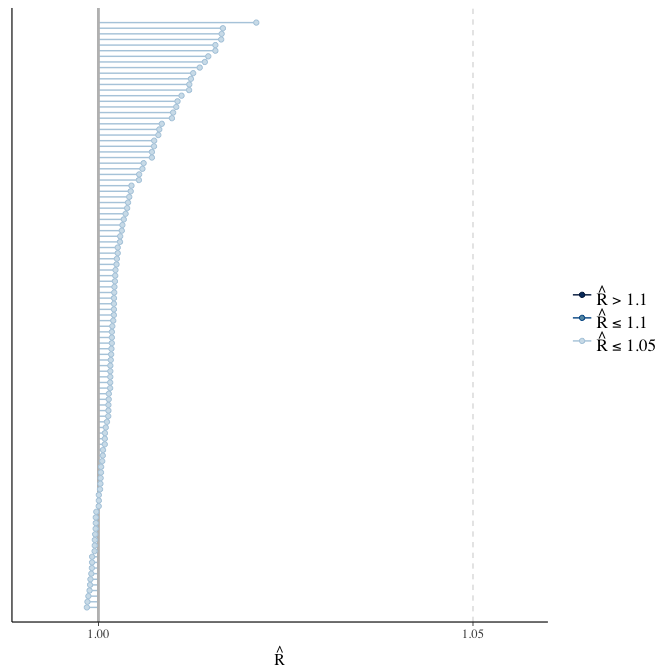 R̂ > 1.1
R̂ ≤ 1.1
R̂ ≤ 1.05
1.00 1.05
R̂